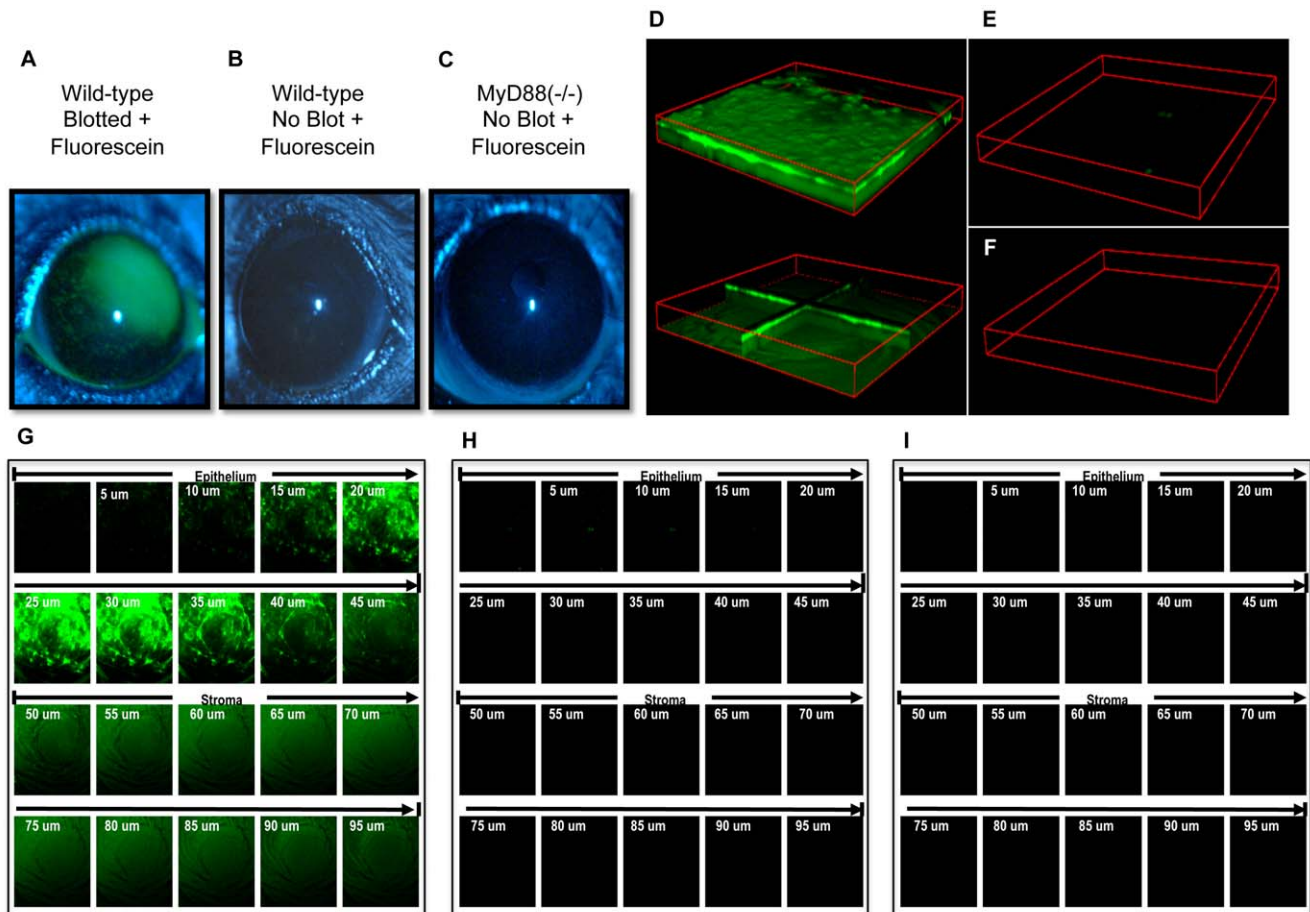 A
Wild-type
Blotted +
Fluorescein
B
Wild-type
No Blot +
Fluorescein
C
MyD88(-/-)
No Blot +
Fluorescein
D
E
F
G
Epithelium
5 um 10 um 15 um 20 um
25 um 30 um 35 um 40 um 45 um
Stroma
50 um 55 um 60 um 65 um 70 um
75 um 80 um 85 um 90 um 95 um
H
Epithelium
5 um 10 um 15 um 20 um
25 um 30 um 35 um 40 um 45 um
Stroma
50 um 55 um 60 um 65 um 70 um
75 um 80 um 85 um 90 um 95 um
I
Epithelium
5 um 10 um 15 um 20 um
25 um 30 um 35 um 40 um 45 um
Stroma
50 um 55 um 60 um 65 um 70 um
75 um 80 um 85 um 90 um 95 um